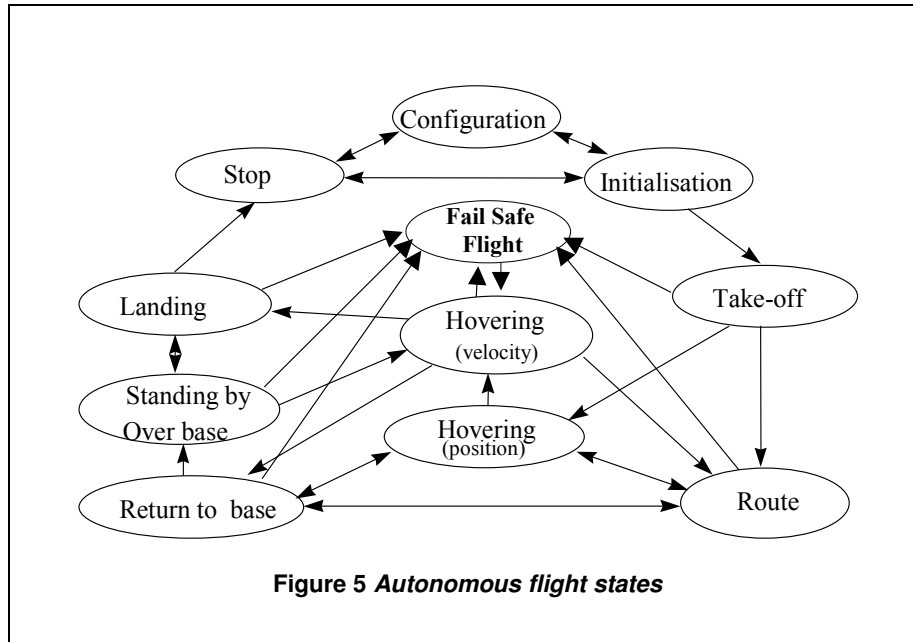 Configuration
Stop
Initialisation
Fail Safe
Flight
Landing
Hovering
(velocity)
Take-off
Standing by
Over base
Hovering
(position)
Return to base
Route
Figure 5 Autonomous flight states